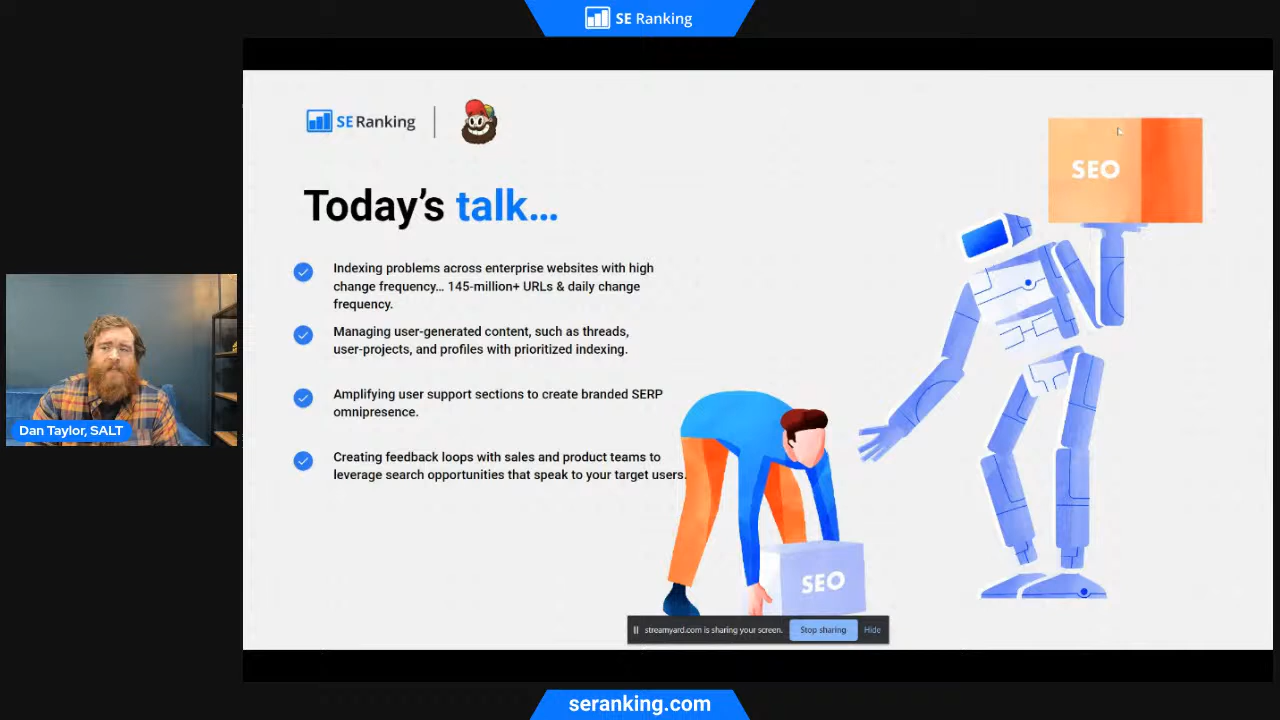 SE Ranking
SE Ranking
SEO
Today's talk...
Indexing problems across enterprise websites with high
change frequency... 145-million+ URLs & daily change
frequency.
Managing user-generated content, such as threads,
user-projects, and profiles with prioritized indexing.
Amplifying user support sections to create branded SERP
omnipresence.
Dan Taylor, SALT
Creating feedback loops with sales and product teams to
leverage search opportunities that speak to your target users.
SEO
streamyard.com is sharing your screen.
Stop sharing
Hide
seranking.com